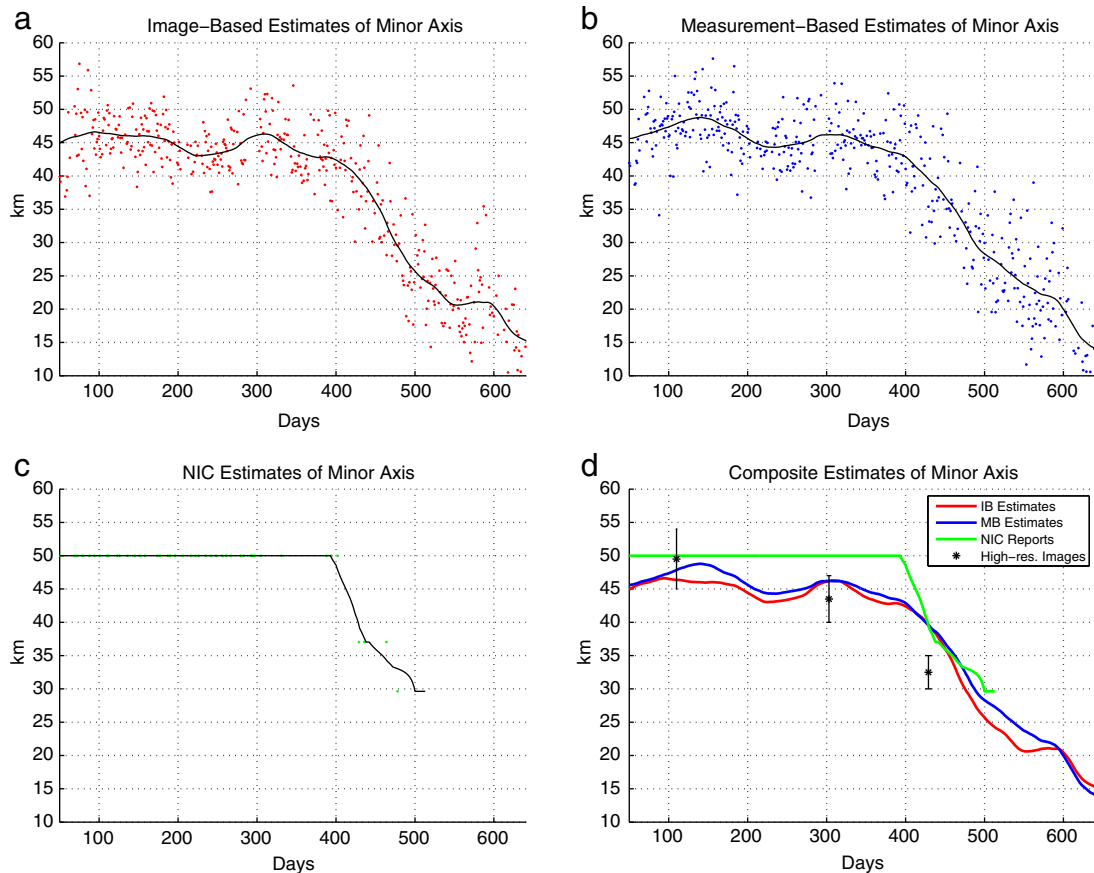 a
Image-Based Estimates of Minor Axis
60
55
50
45
40
35
30
25
20
15
10
km
100 200 300 400 500 600
Days
b
Measurement-Based Estimates of Minor Axis
60
55
50
45
40
35
30
25
20
15
10
km
100 200 300 400 500 600
Days
c
NIC Estimates of Minor Axis
60
55
50
45
40
35
30
25
20
15
10
km
100 200 300 400 500 600
Days
d
Composite Estimates of Minor Axis
60
55
50
45
40
35
30
25
20
15
10
km
IB Estimates
MB Estimates
NIC Reports
High-res. Images
100 200 300 400 500 600
Days